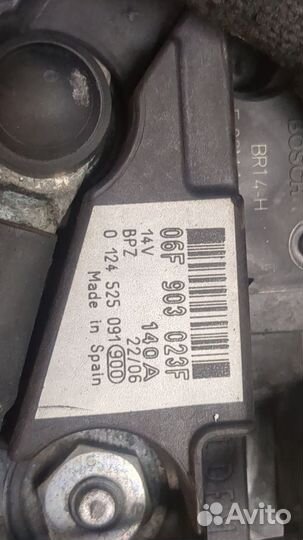 06F 903 023F
14V 140A
BPZ 22/06
0 124 525 091 900
Made in Spain
BR14-H
BOSCH
Avito